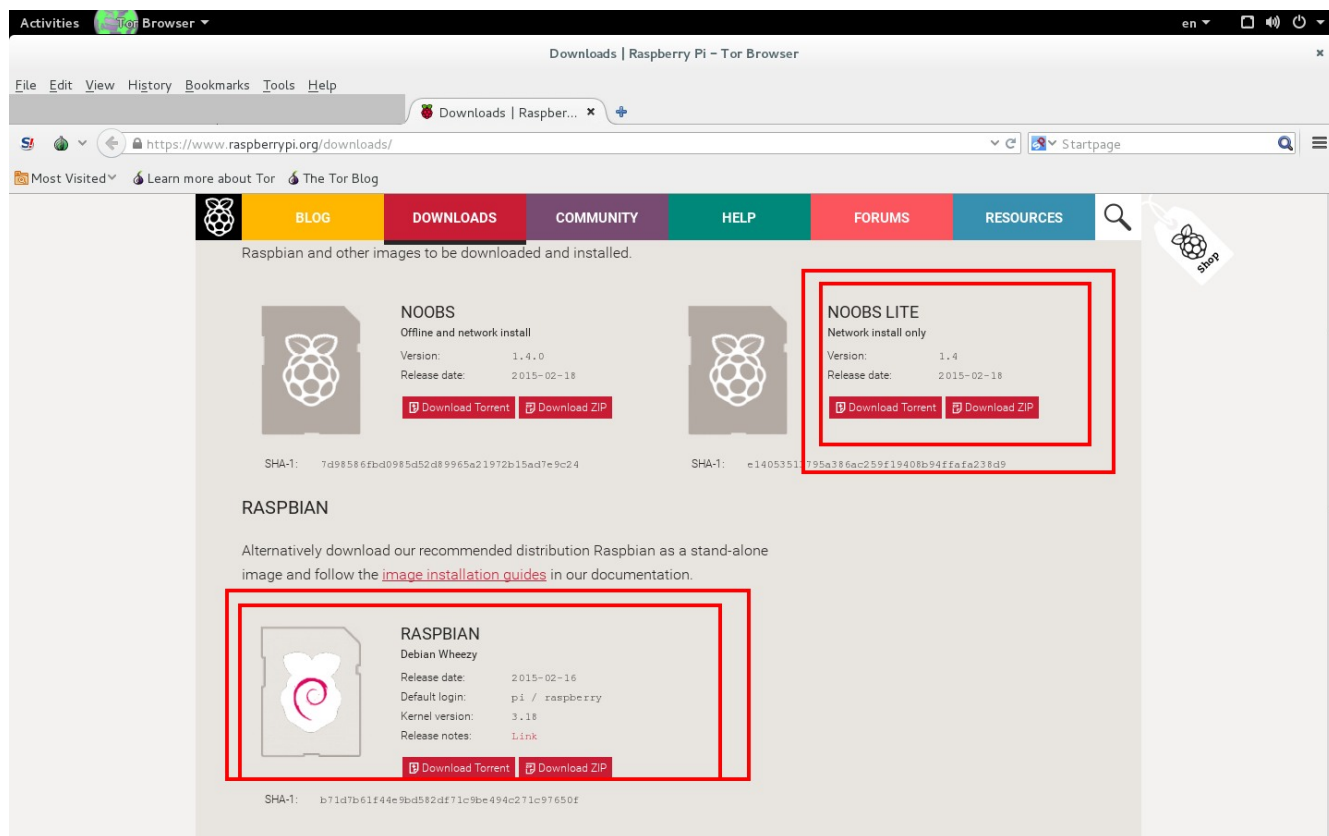 Activities Tor Browser en
Downloads | Raspberry Pi – Tor Browser
File Edit View History Bookmarks Tools Help
Downloads | Raspber...
https://www.raspberrypi.org/downloads/ Startpage
Most Visited Learn more about Tor The Tor Blog
BLOG DOWNLOADS COMMUNITY HELP FORUMS RESOURCES
shop
Raspbian and other images to be downloaded and installed.
NOOBS
Offline and network install
Version: 1.4.0
Release date: 2015-02-18
Download Torrent Download ZIP
SHA-1: 7d98586fbd0985d52d89965a21972b15ad7e9c24
NOOBS LITE
Network install only
Version: 1.4
Release date: 2015-02-18
Download Torrent Download ZIP
SHA-1:
RASPBIAN
Alternatively download our recommended distribution Raspbian as a stand-alone
image and follow the image installation guides in our documentation.
RASPBIAN
Debian Wheezy
Release date: 2015-02-16
Default login: pi / raspberry
Kernel version: 3.18
Release notes: Link
Download Torrent Download ZIP
SHA-1: b71d7b61f44e9bd582df71c9be494c271c97650f